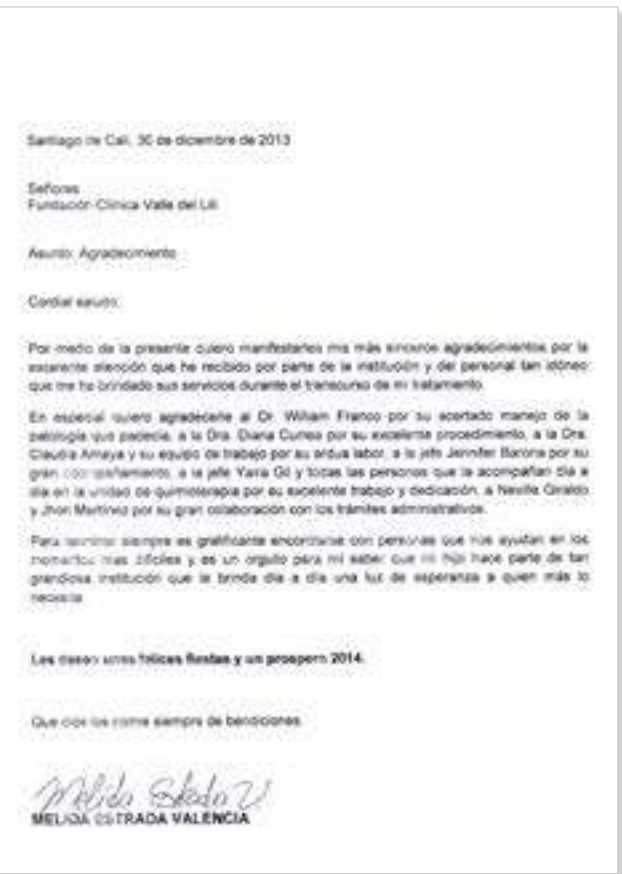 Santiago de Cali, 30 de diciembre de 2013
Señores
Fundación Clínica Valle del Lili
Asunto: Agradecimiento
Cordial saludo:
Por medio de la presente quiero manifestarles mis más sinceros agradecimientos por la
excelente atención que he recibido por parte de la institución y del personal tan idóneo
que me ha brindado sus servicios durante el transcurso de mi tratamiento.
En especial quiero agradecerle al Dr. William Franco por su acertado manejo de la
patología que padecía, a la Dra. Diana por su excelente procedimiento, a la Dra.
Claudia Amaya y su equipo de trabajo por su ardua labor, a la jefe Jennifer Barona por su
gran acompañamiento, a la jefe Yaira Gil y todas las personas que la acompañan día a
día en la unidad de quimioterapia por su excelente trabajo y dedicación, a Neville Giraldo
y Jhon Martínez por su gran colaboración con los trámites administrativos.
Para terminar siempre es gratificante encontrarse con personas que nos ayudan en los
momentos mas difíciles y es un orgullo para mí saber que mi hija hace parte de tan
grandiosa institución que le brinda día a día una luz de esperanza a quien más lo
necesita.
Les deseo unas felices fiestas y un prospero 2014.
Que dios los colme siempre de bendiciones
Melida Estrada V
MELIDA ESTRADA VALENCIA